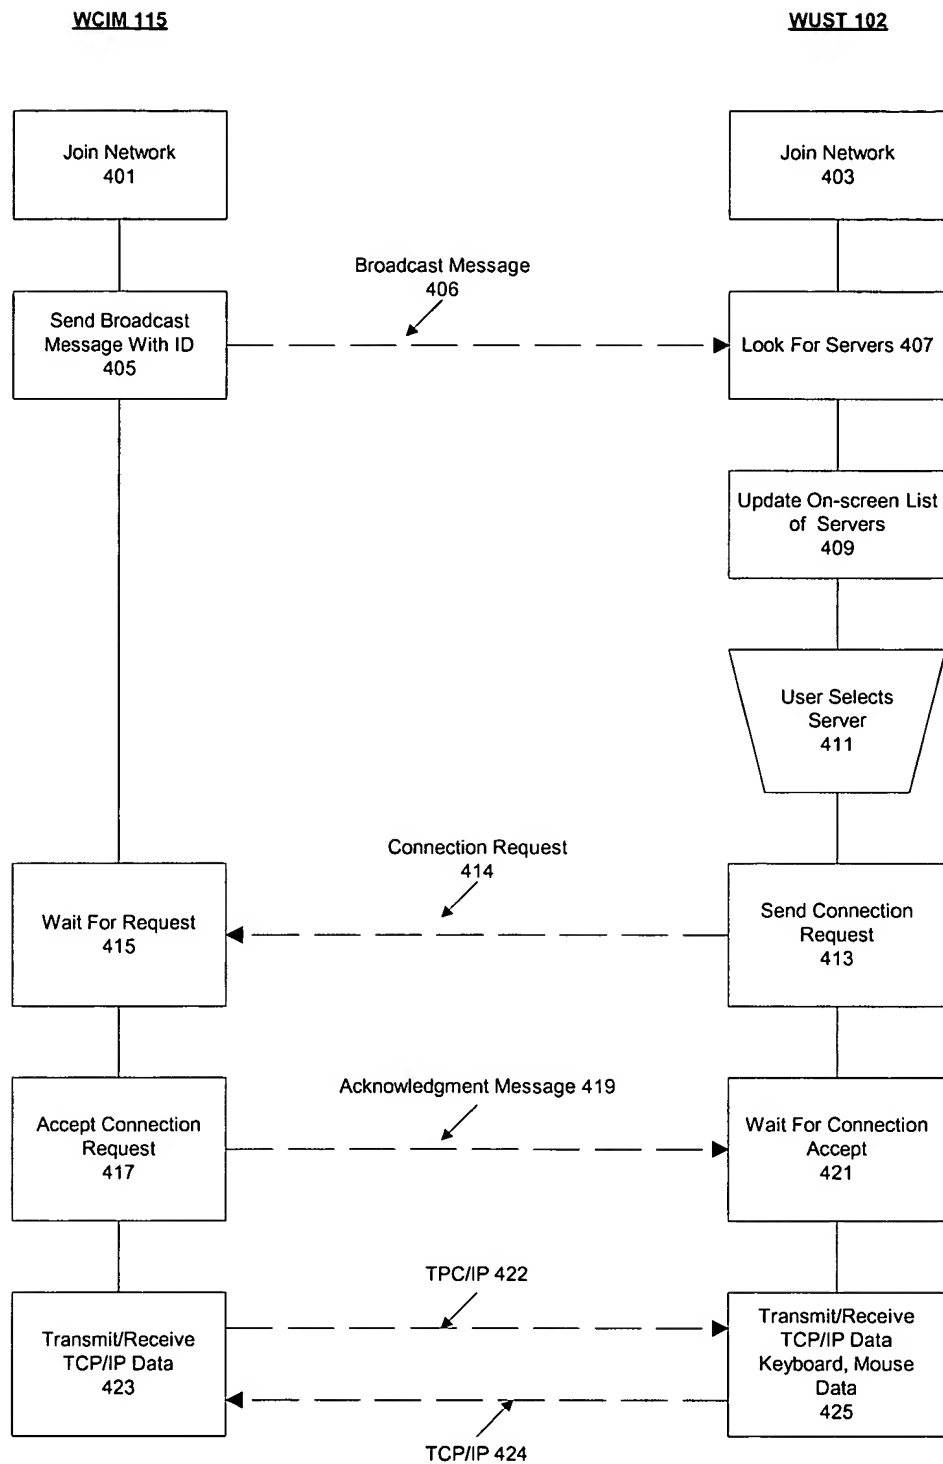 WCIM 115
WUST 102
Join Network
401
Join Network
403
Broadcast Message
406
Send Broadcast
Message With ID
405
Look For Servers 407
Update On-screen List
of Servers
409
User Selects
Server
411
Connection Request
414
Wait For Request
415
Send Connection
Request
413
Acknowledgment Message 419
Accept Connection
Request
417
Wait For Connection
Accept
421
TPC/IP 422
Transmit/Receive
TCP/IP Data
423
Transmit/Receive
TCP/IP Data
Keyboard, Mouse
Data
425
TCP/IP 424